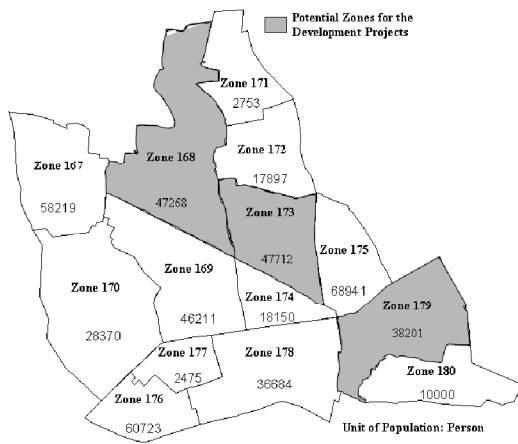 Potential Zones for the
Development Projects
Zone 171
2753
Zone 172
17897
Zone 167
58219
Zone 168
47268
Zone 173
47712
Zone 175
68941
Zone 169
46211
Zone 170
28370
Zone 174
18150
Zone 179
38201
Zone 177
2475
Zone 178
36684
Zone 180
10000
Zone 176
60723
Unit of Population: Person